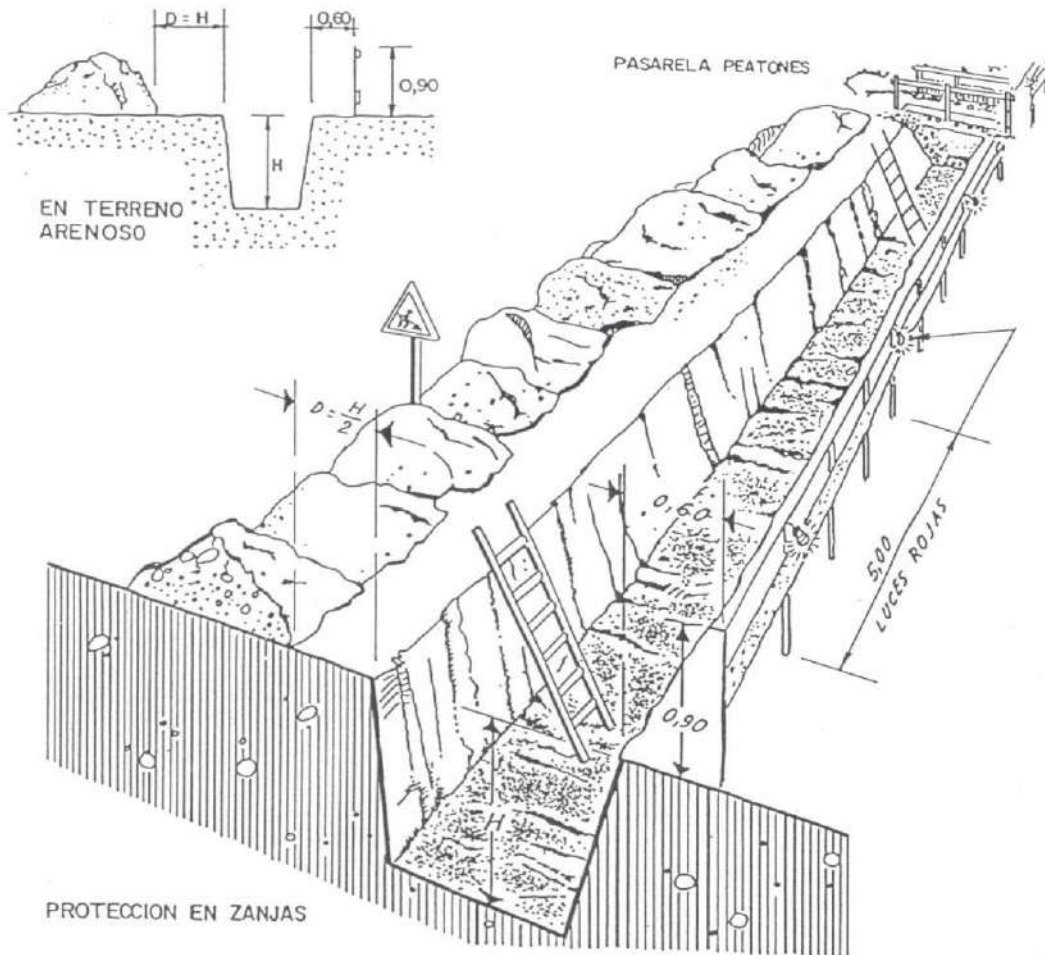 D = H
0,60
0,90
H
EN TERRENO
ARENOSO
PASARELA PEATONES
D = H/2
0,60
5,00
LUCES ROJAS
0,90
H
PROTECCION EN ZANJAS